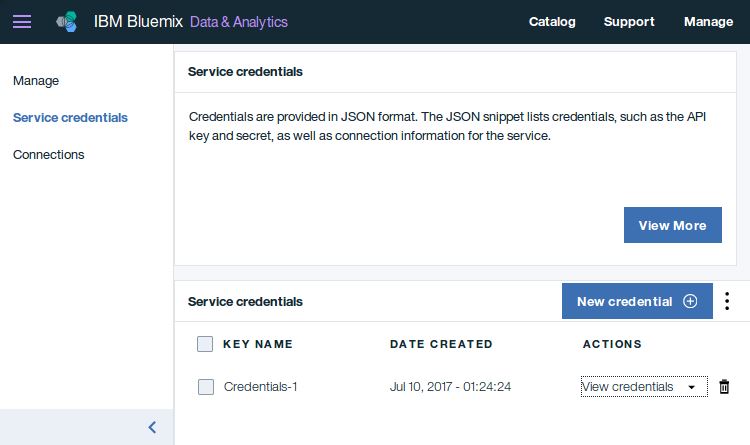 IBM Bluemix Data & Analytics Catalog Support Manage
Manage
Service credentials
Connections
Service credentials
Credentials are provided in JSON format. The JSON snippet lists credentials, such as the API
key and secret, as well as connection information for the service.
View More
Service credentials
New credential
KEY NAME DATE CREATED ACTIONS
Credentials-1 Jul 10, 2017 - 01:24:24 View credentials